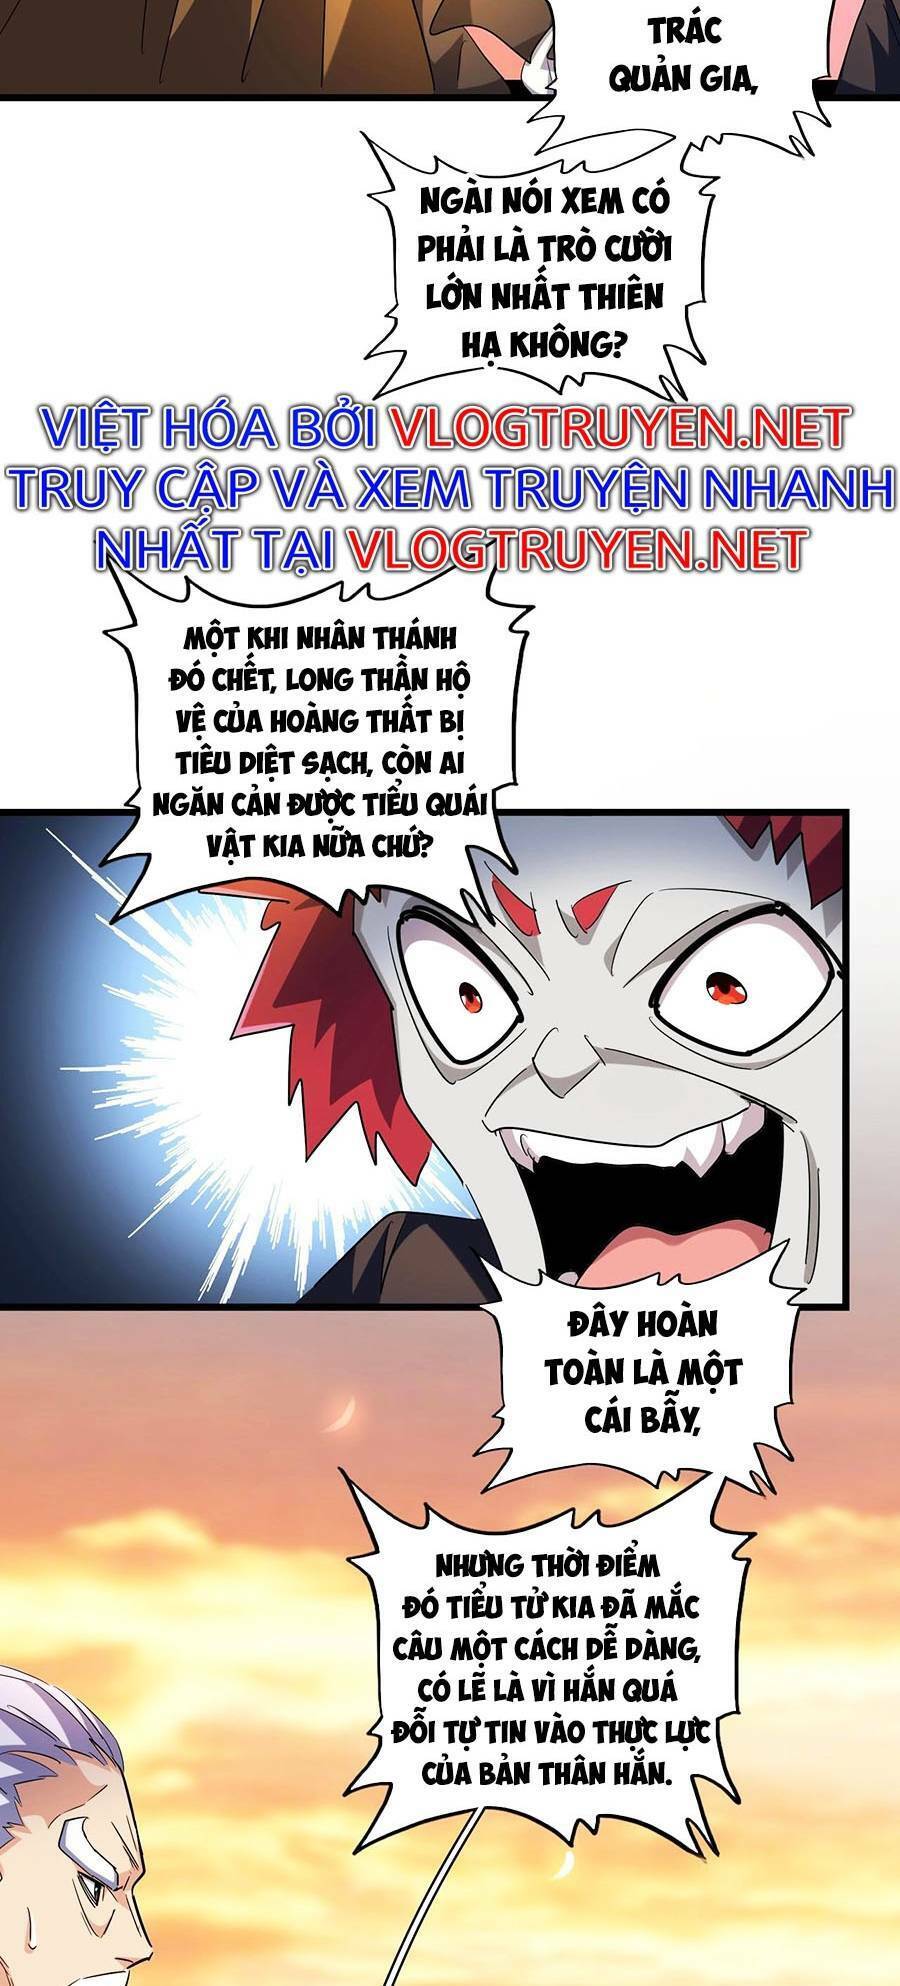 TRÁC
QUẢN GIA,
NGÀI NÓI XEM CÓ
PHẢI LÀ TRÒ CƯỜI
LỚN NHẤT THIÊN
HẠ KHÔNG?
VIỆT HÓA BỞI VLOGTRUYEN.NET
TRUY CẬP VÀ XEM TRUYỆN NHANH
NHẤT TẠI VLOGTRUYEN.NET
MỘT KHI NHÂN THÁNH
ĐÓ CHẾT, LONG THẦN HỘ
VỆ CỦA HOÀNG THẤT BỊ
TIÊU DIỆT SẠCH, CÒN AI
NGĂN CẢN ĐƯỢC TIỂU QUÁI
VẬT KIA NỮA CHỨ?
ĐÂY HOÀN
TOÀN LÀ MỘT
CÁI BẪY,
NHƯNG THỜI ĐIỂM
ĐÓ TIỂU TỬ KIA ĐÃ MẮC
CÂU MỘT CÁCH DỄ DÀNG,
CÓ LẼ LÀ VÌ HẮN QUÁ
ĐỖI TỰ TIN VÀO THỰC LỰC
CỦA BẢN THÂN HẮN.